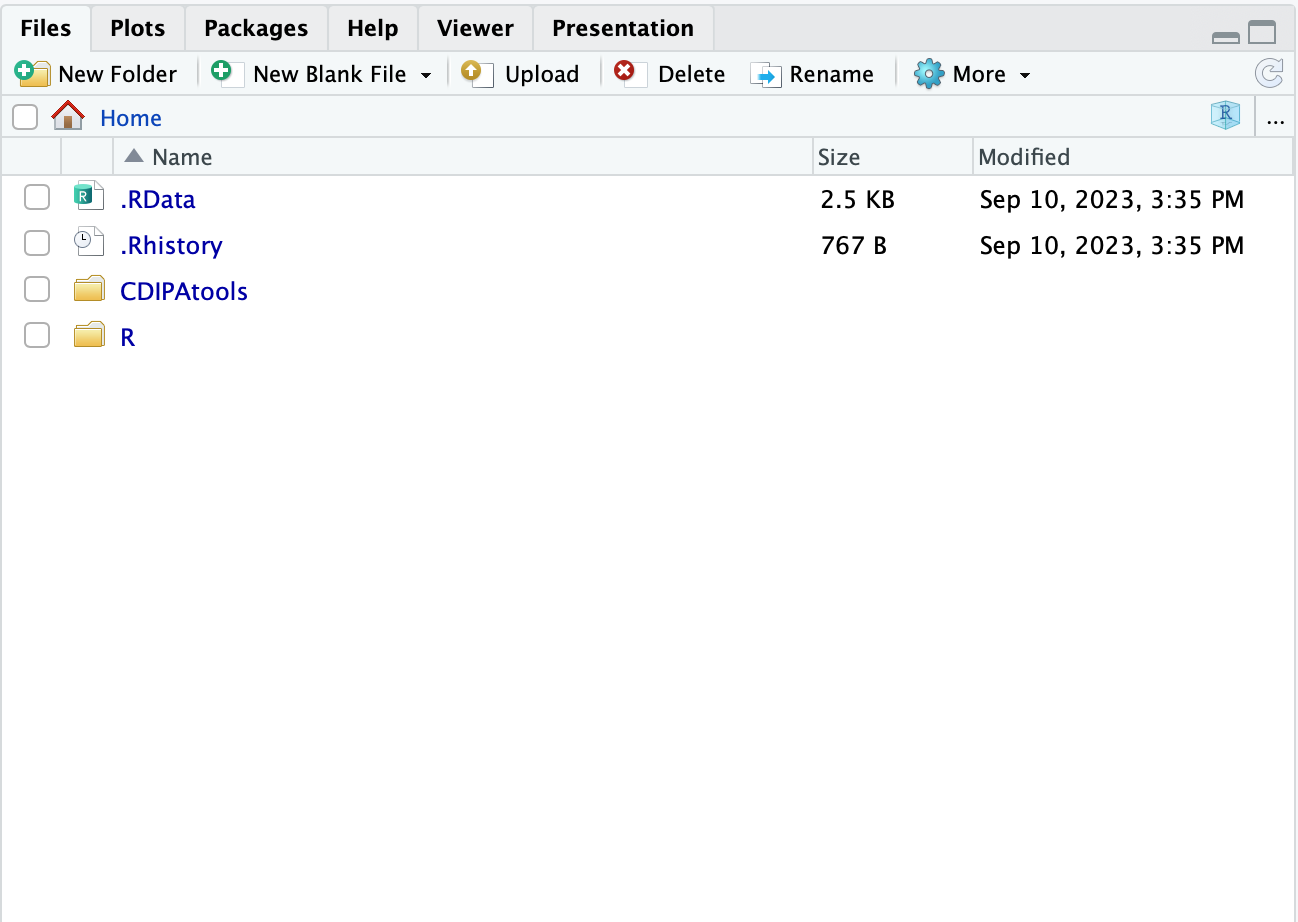 Files Plots Packages Help Viewer Presentation
New Folder New Blank File Upload Delete Rename More
Home R ...
Name Size Modified
R .RData 2.5 KB Sep 10, 2023, 3:35 PM
.Rhistory 767 B Sep 10, 2023, 3:35 PM
CDIPAtools
R